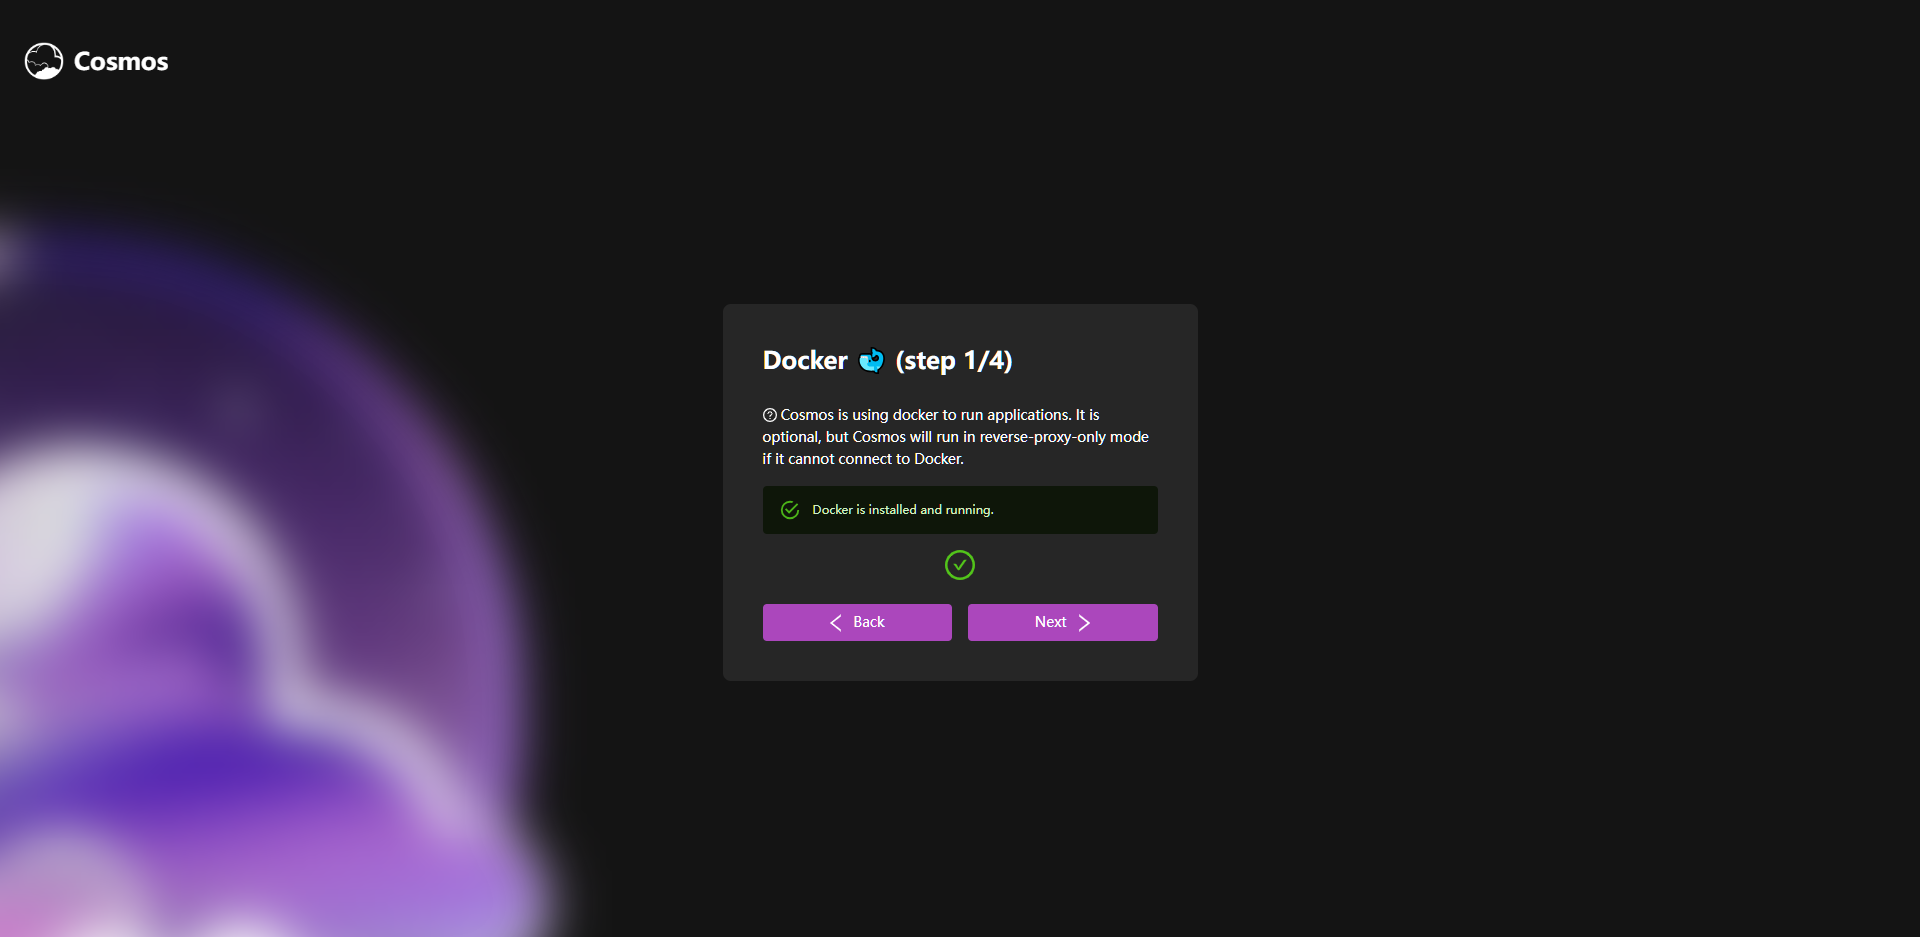 Cosmos
Docker 🐳 (step 1/4)
Cosmos is using docker to run applications. It is
optional, but Cosmos will run in reverse-proxy-only mode
if it cannot connect to Docker.
Docker is installed and running.
Back
Next